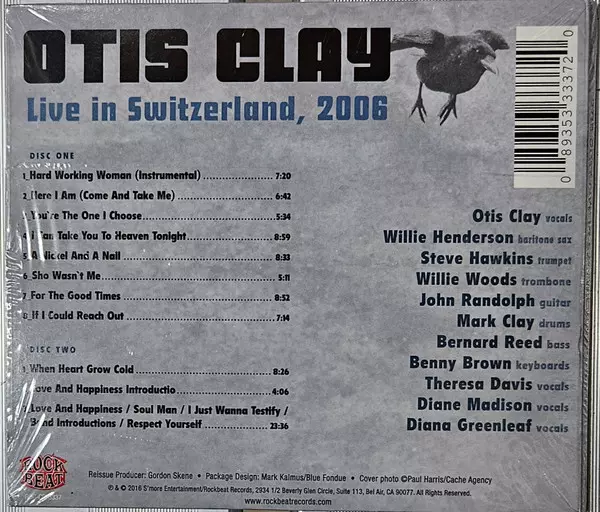 OTIS CLAY
Live in Switzerland, 2006
0 89353 33372 0
DISC ONE
1 Hard Working Woman (Instrumental) 7:20
2 Here I Am (Come And Take Me) 6:42
You're The One I Choose 5:34
4 I Can Take You To Heaven Tonight 8:59
5 A Nickel And A Nail 8:33
6 Sho Wasn't Me 5:11
7 For The Good Times 8:52
8 If I Could Reach Out 7:14
DISC TWO
1 When Heart Grow Cold 8:26
Love And Happiness Introductio 4:06
Love And Happiness / Soul Man / I Just Wanna Testify /
Band Introductions / Respect Yourself 23:36
Otis Clay vocals
Willie Henderson baritone sax
Steve Hawkins trumpet
Willie Woods trombone
John Randolph guitar
Mark Clay drums
Bernard Reed bass
Benny Brown keyboards
Theresa Davis vocals
Diane Madison vocals
Diana Greenleaf vocals
ROCK
BEAT
Reissue Producer: Gordon Skene • Package Design: Mark Kalmus/Blue Fondue • Cover photo ©Paul Harris/Cache Agency
℗ & © 2016 S'more Entertainment/Rockbeat Records, 2934 1/2 Beverly Glen Circle, Suite 113, Bel Air, CA 90077. All Rights Reserved.
www.rockbeatrecords.com